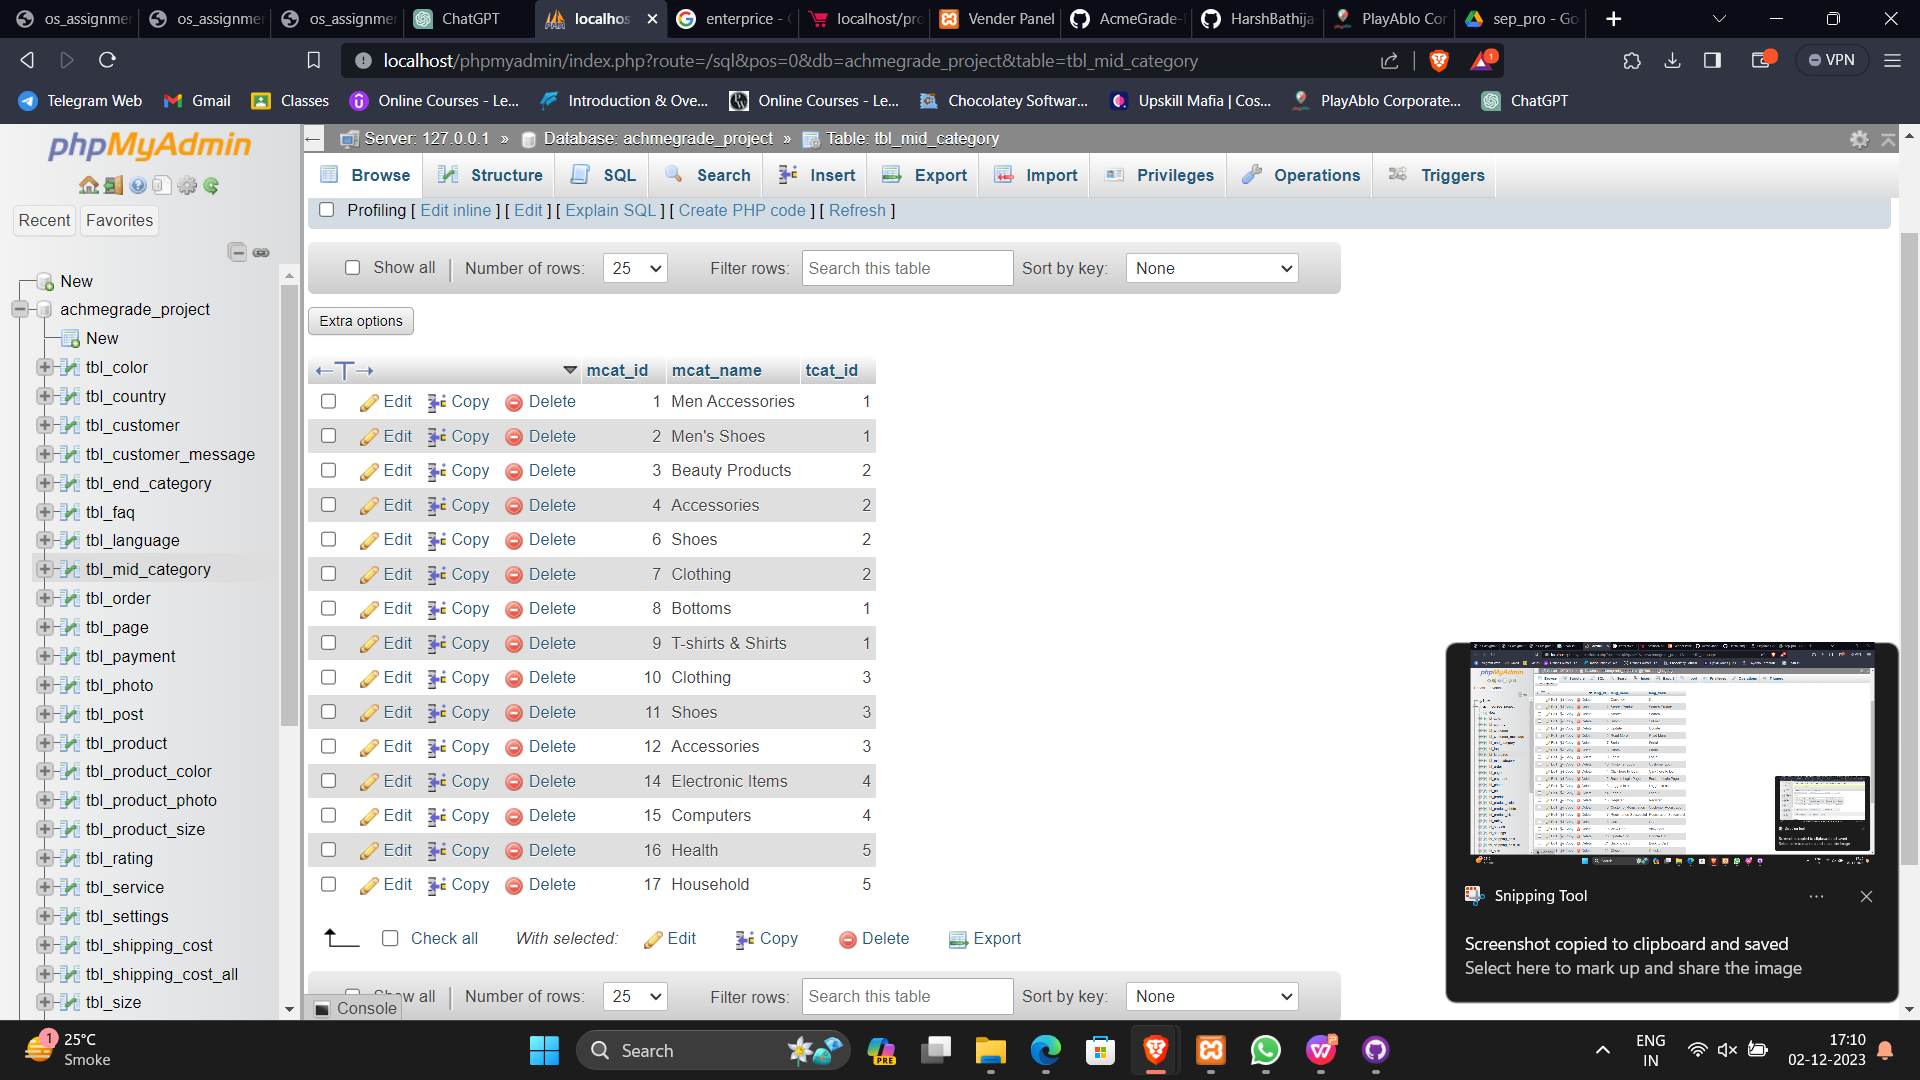 os_assignmer
os_assignmer
os_assignmer
ChatGPT
localhos
enterprice - G
localhost/pro
Vender Panel
AcmeGrade-
HarshBathija
PlayAblo Cor
sep_pro - Go
localhost/phpmyadmin/index.php?route=/sql&pos=0&db=achmegrade_project&table=tbl_mid_category
1
VPN
Telegram Web
Gmail
Classes
Online Courses - Le...
Introduction & Ove...
Online Courses - Le...
Chocolatey Softwar...
Upskill Mafia | Cos...
PlayAblo Corporate...
ChatGPT
phpMyAdmin
Recent
Favorites
New
achmegrade_project
New
tbl_color
tbl_country
tbl_customer
tbl_customer_message
tbl_end_category
tbl_faq
tbl_language
tbl_mid_category
tbl_order
tbl_page
tbl_payment
tbl_photo
tbl_post
tbl_product
tbl_product_color
tbl_product_photo
tbl_product_size
tbl_rating
tbl_service
tbl_settings
tbl_shipping_cost
tbl_shipping_cost_all
tbl_size
Server: 127.0.0.1 » Database: achmegrade_project » Table: tbl_mid_category
Browse Structure SQL Search Insert Export Import Privileges Operations Triggers
Profiling [ Edit inline ] [ Edit ] [ Explain SQL ] [ Create PHP code ] [ Refresh ]
Show all Number of rows: 25 Filter rows: Search this table Sort by key: None
Extra options
mcat_id mcat_name tcat_id
Edit Copy Delete 1 Men Accessories 1
Edit Copy Delete 2 Men's Shoes 1
Edit Copy Delete 3 Beauty Products 2
Edit Copy Delete 4 Accessories 2
Edit Copy Delete 6 Shoes 2
Edit Copy Delete 7 Clothing 2
Edit Copy Delete 8 Bottoms 1
Edit Copy Delete 9 T-shirts & Shirts 1
Edit Copy Delete 10 Clothing 3
Edit Copy Delete 11 Shoes 3
Edit Copy Delete 12 Accessories 3
Edit Copy Delete 14 Electronic Items 4
Edit Copy Delete 15 Computers 4
Edit Copy Delete 16 Health 5
Edit Copy Delete 17 Household 5
Check all With selected: Edit Copy Delete Export
Show all Number of rows: 25 Filter rows: Search this table Sort by key: None
Console
Snipping Tool
Screenshot copied to clipboard and saved
Select here to mark up and share the image
1
25°C
Smoke
Search
PRE
ENG
IN
17:10
02-12-2023